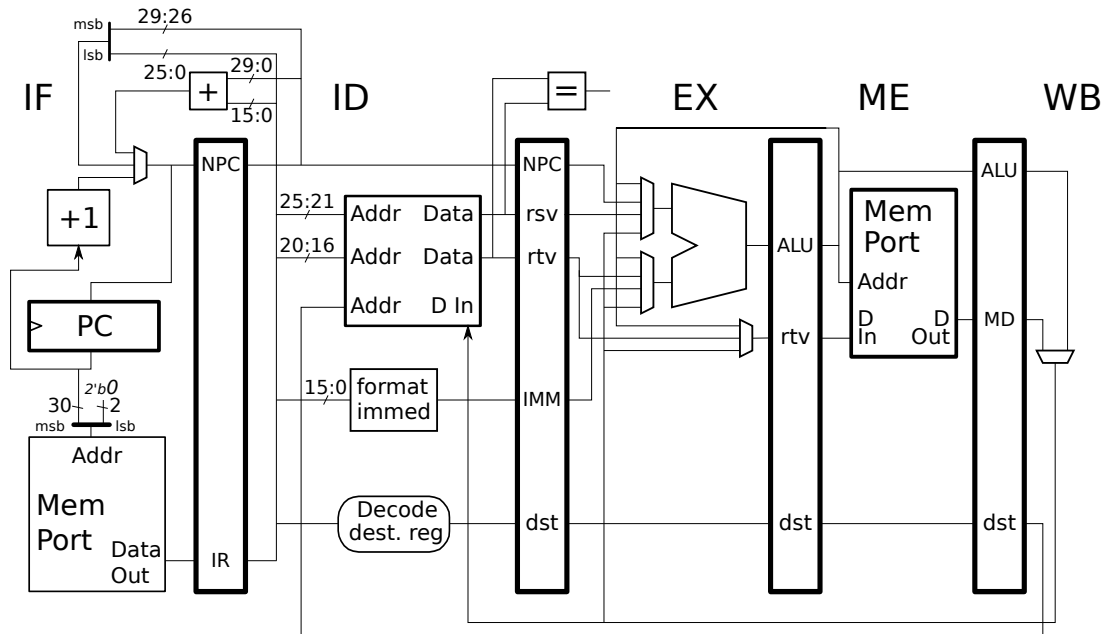 29:26
msb
lsb
25:0
29:0
15:0
+
=
IF
ID
EX
ME
WB
NPC
NPC
ALU
+1
25:21
Addr
Data
rsv
Mem
Port
20:16
Addr
Data
rtv
ALU
Addr
Addr
D In
PC
D
In
D
Out
MD
rtv
2'b0
30
2
msb
lsb
15:0
format
immed
IMM
Addr
Mem
Port
Data
Out
IR
Decode
dest. reg
dst
dst
dst